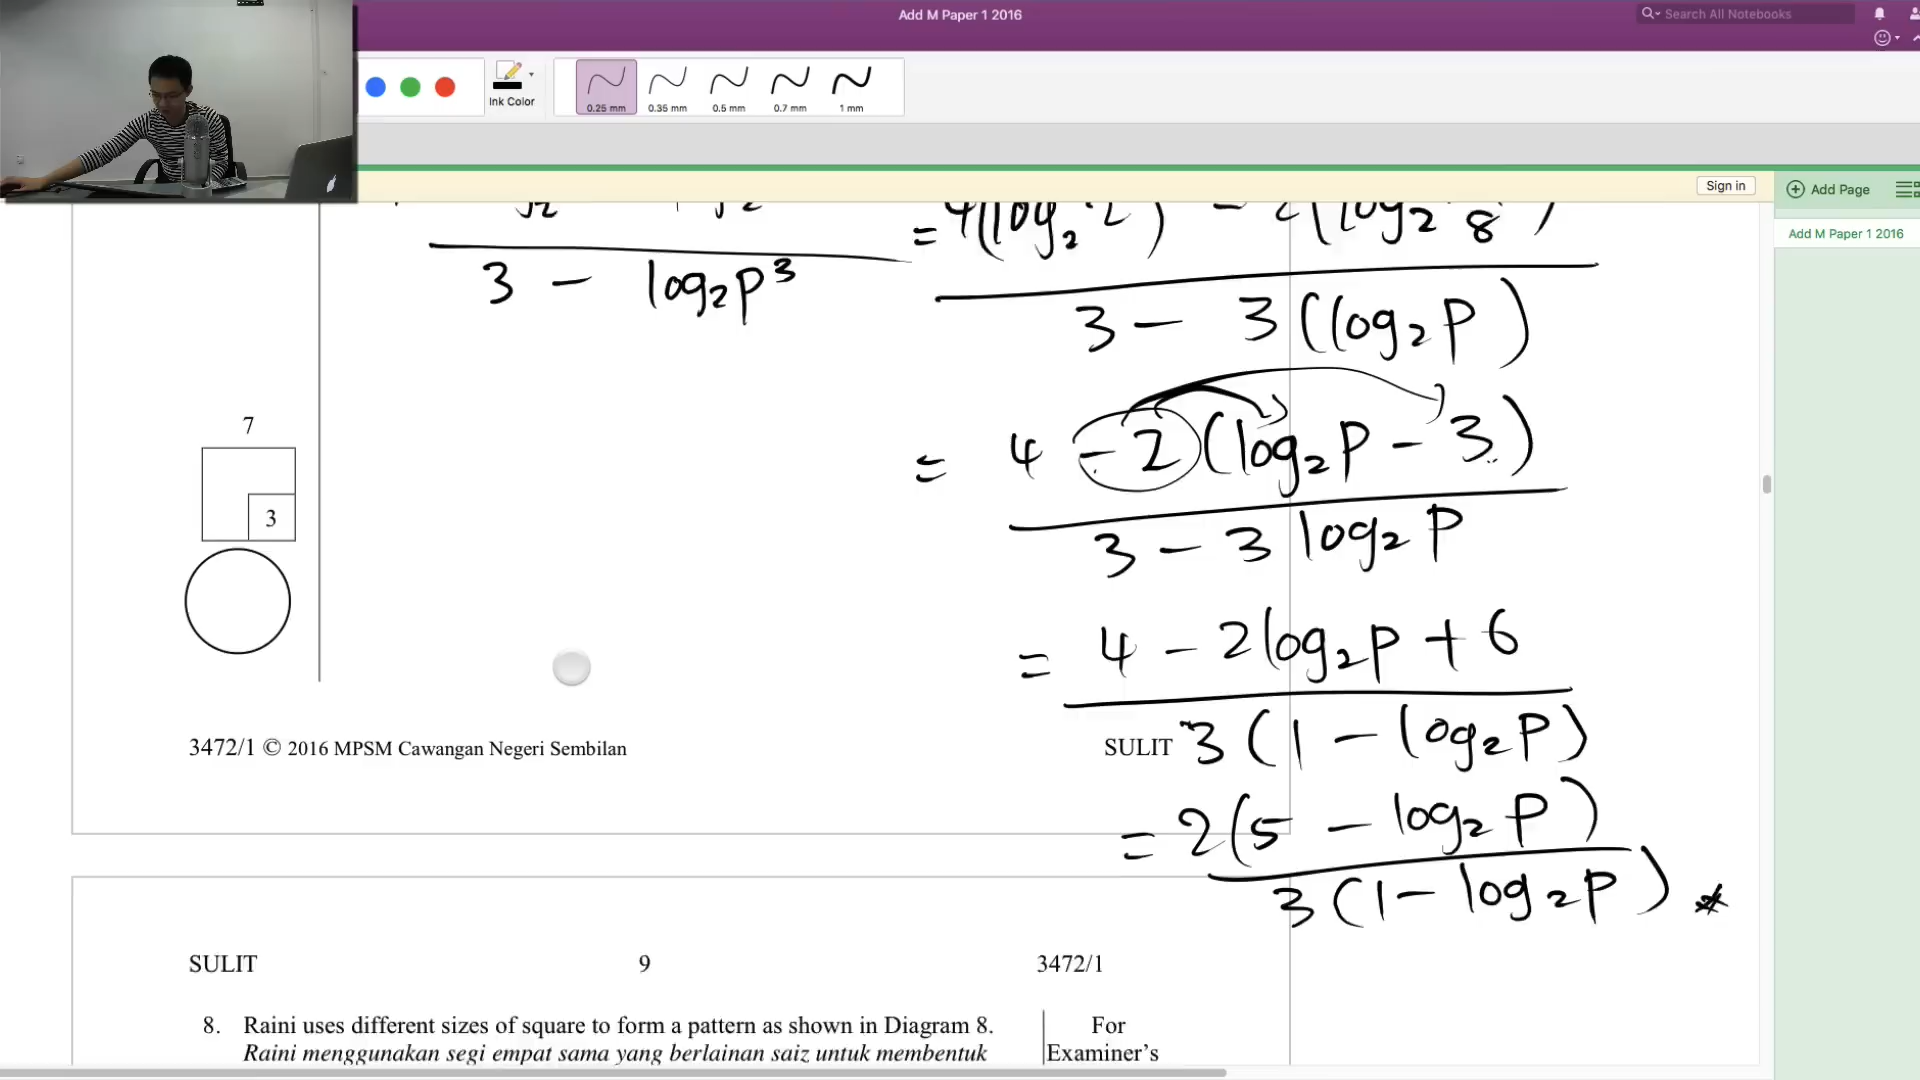 Add M Paper 1 2016
Search All Notebooks
Ink Color
0.25 mm
0.35 mm
0.5 mm
0.7 mm
1 mm
Sign in
Add Page
Add M Paper 1 2016
3 - log₂p³
= 4(log₂ 2) - 2(log₂ 8)
3 - 3(log₂P)
= 4 - 2(log₂P - 3)
3 - 3 log₂P
= 4 - 2log₂P + 6
3(1 - log₂P)
= 2(5 - log₂P)
3(1 - log₂P) *
7
3
3472/1 © 2016 MPSM Cawangan Negeri Sembilan
SULIT
SULIT
9
3472/1
8. Raini uses different sizes of square to form a pattern as shown in Diagram 8.
Raini menggunakan segi empat sama yang berlainan saiz untuk membentuk
For
Examiner's